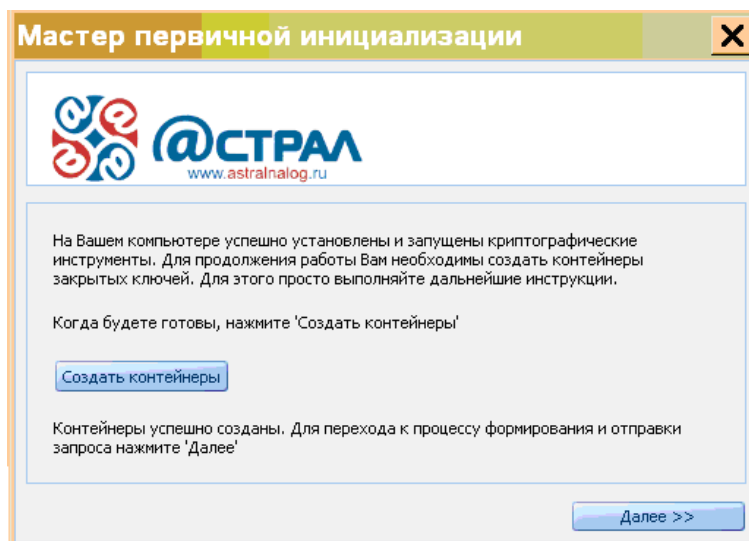 Мастер первичной инициализации
@СТРАЛ
www.astralnalog.ru
На Вашем компьютере успешно установлены и запущены криптографические
инструменты. Для продолжения работы Вам необходимы создать контейнеры
закрытых ключей. Для этого просто выполняйте дальнейшие инструкции.
Когда будете готовы, нажмите 'Создать контейнеры'
Создать контейнеры
Контейнеры успешно созданы. Для перехода к процессу формирования и отправки
запроса нажмите 'Далее'
Далее >>